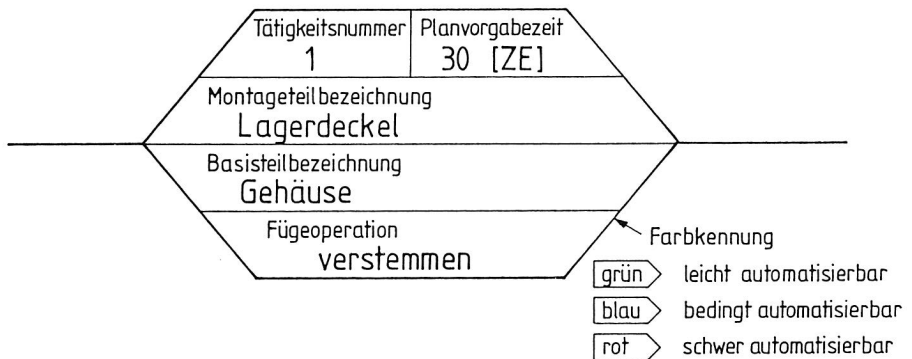 Tätigkeitsnummer
1
Planvorgabezeit
30 [ZE]
Montageteilbezeichnung
Lagerdeckel
Basisteilbezeichnung
Gehäuse
Fügeoperation
verstemmen
Farbkennung
grün leicht automatisierbar
blau bedingt automatisierbar
rot schwer automatisierbar